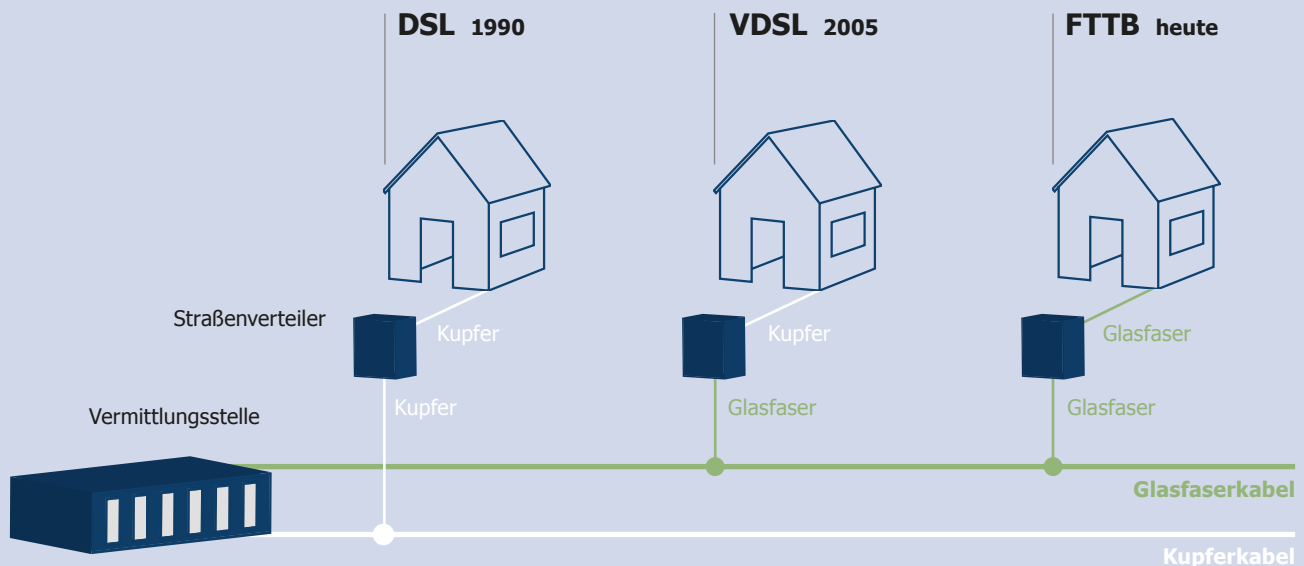 DSL 1990
VDSL 2005
FTTB heute
Straßenverteiler
Kupfer
Kupfer
Glasfaser
Vermittlungsstelle
Kupfer
Glasfaser
Glasfaser
Glasfaserkabel
Kupferkabel